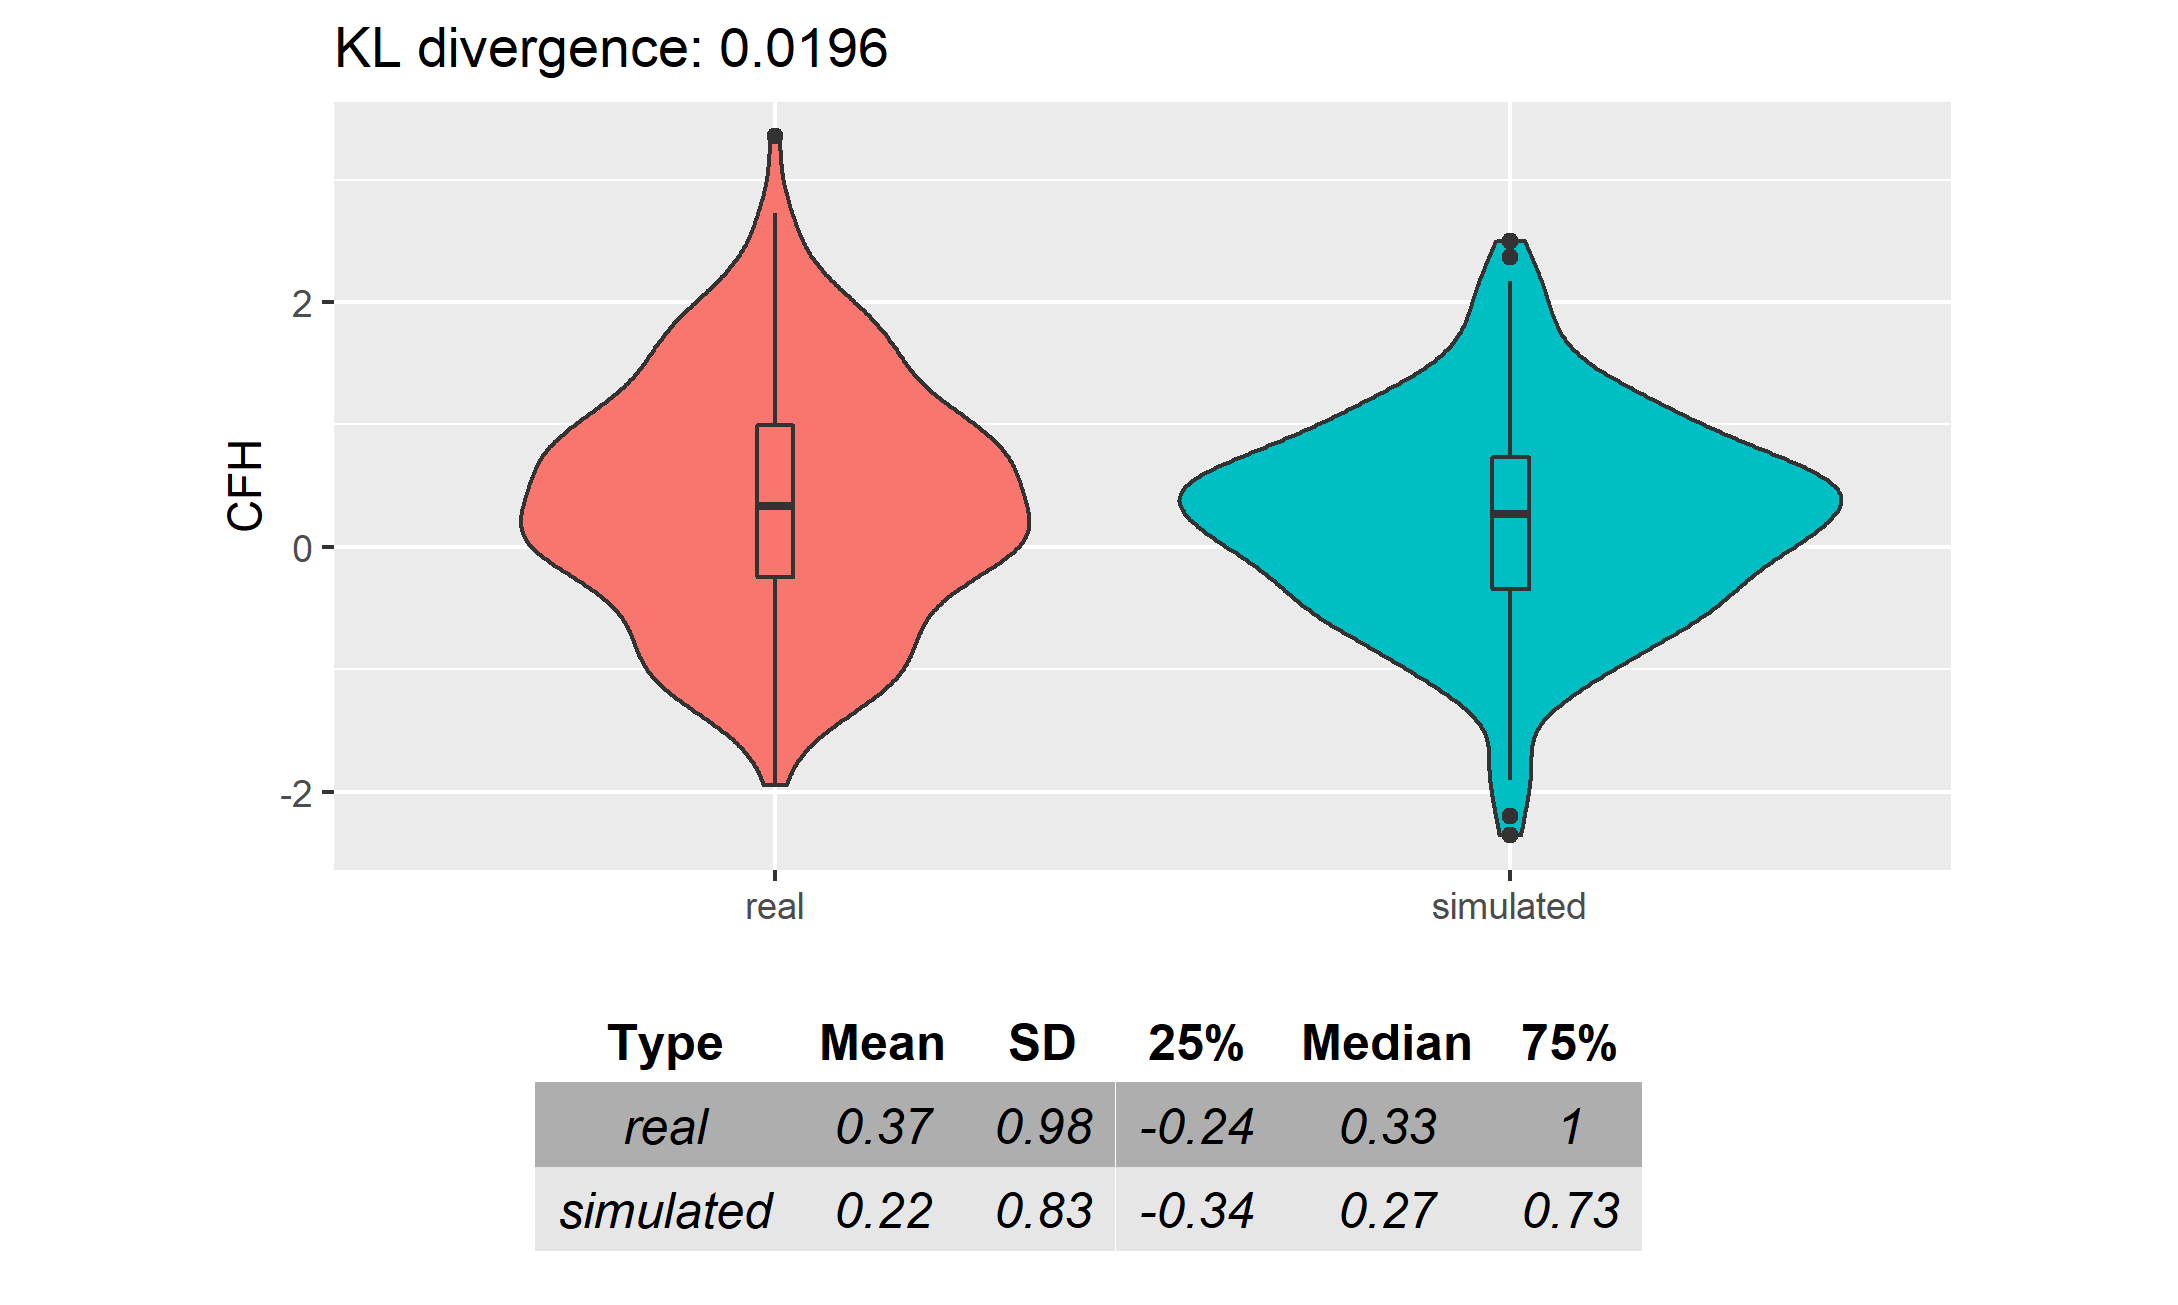 KL divergence: 0.0196
CFH
2
0
-2
real simulated
Type Mean SD 25% Median 75%
real 0.37 0.98 -0.24 0.33 1
simulated 0.22 0.83 -0.34 0.27 0.73